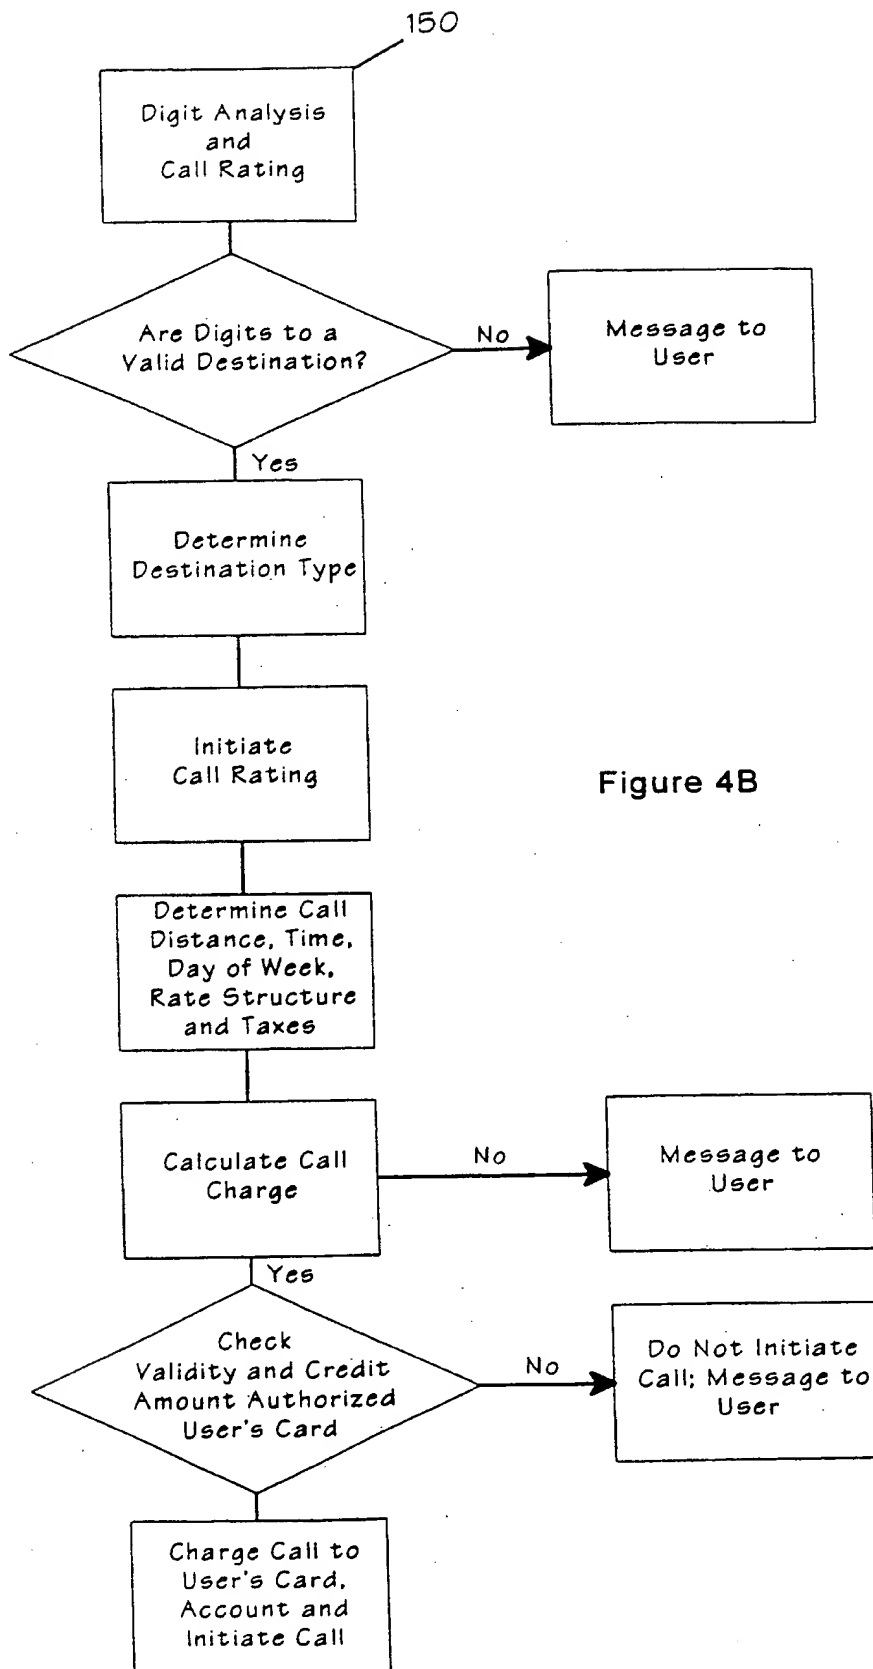 150
Digit Analysis
and
Call Rating
Are Digits to a
Valid Destination?
No
Message to
User
Yes
Determine
Destination Type
Initiate
Call Rating
Figure 4B
Determine Call
Distance, Time,
Day of Week,
Rate Structure
and Taxes
Calculate Call
Charge
No
Message to
User
Yes
Check
Validity and Credit
Amount Authorized
User's Card
No
Do Not Initiate
Call; Message to
User
Charge Call to
User's Card,
Account and
Initiate Call